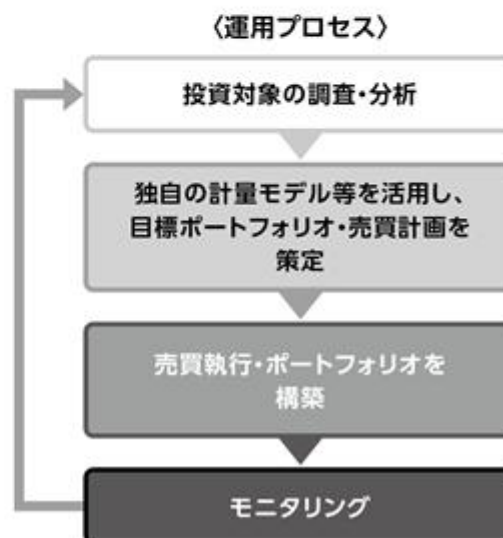 〈運用プロセス〉
投資対象の調査・分析
独自の計量モデル等を活用し、
目標ポートフォリオ・売買計画を
策定
売買執行・ポートフォリオを
構築
モニタリング